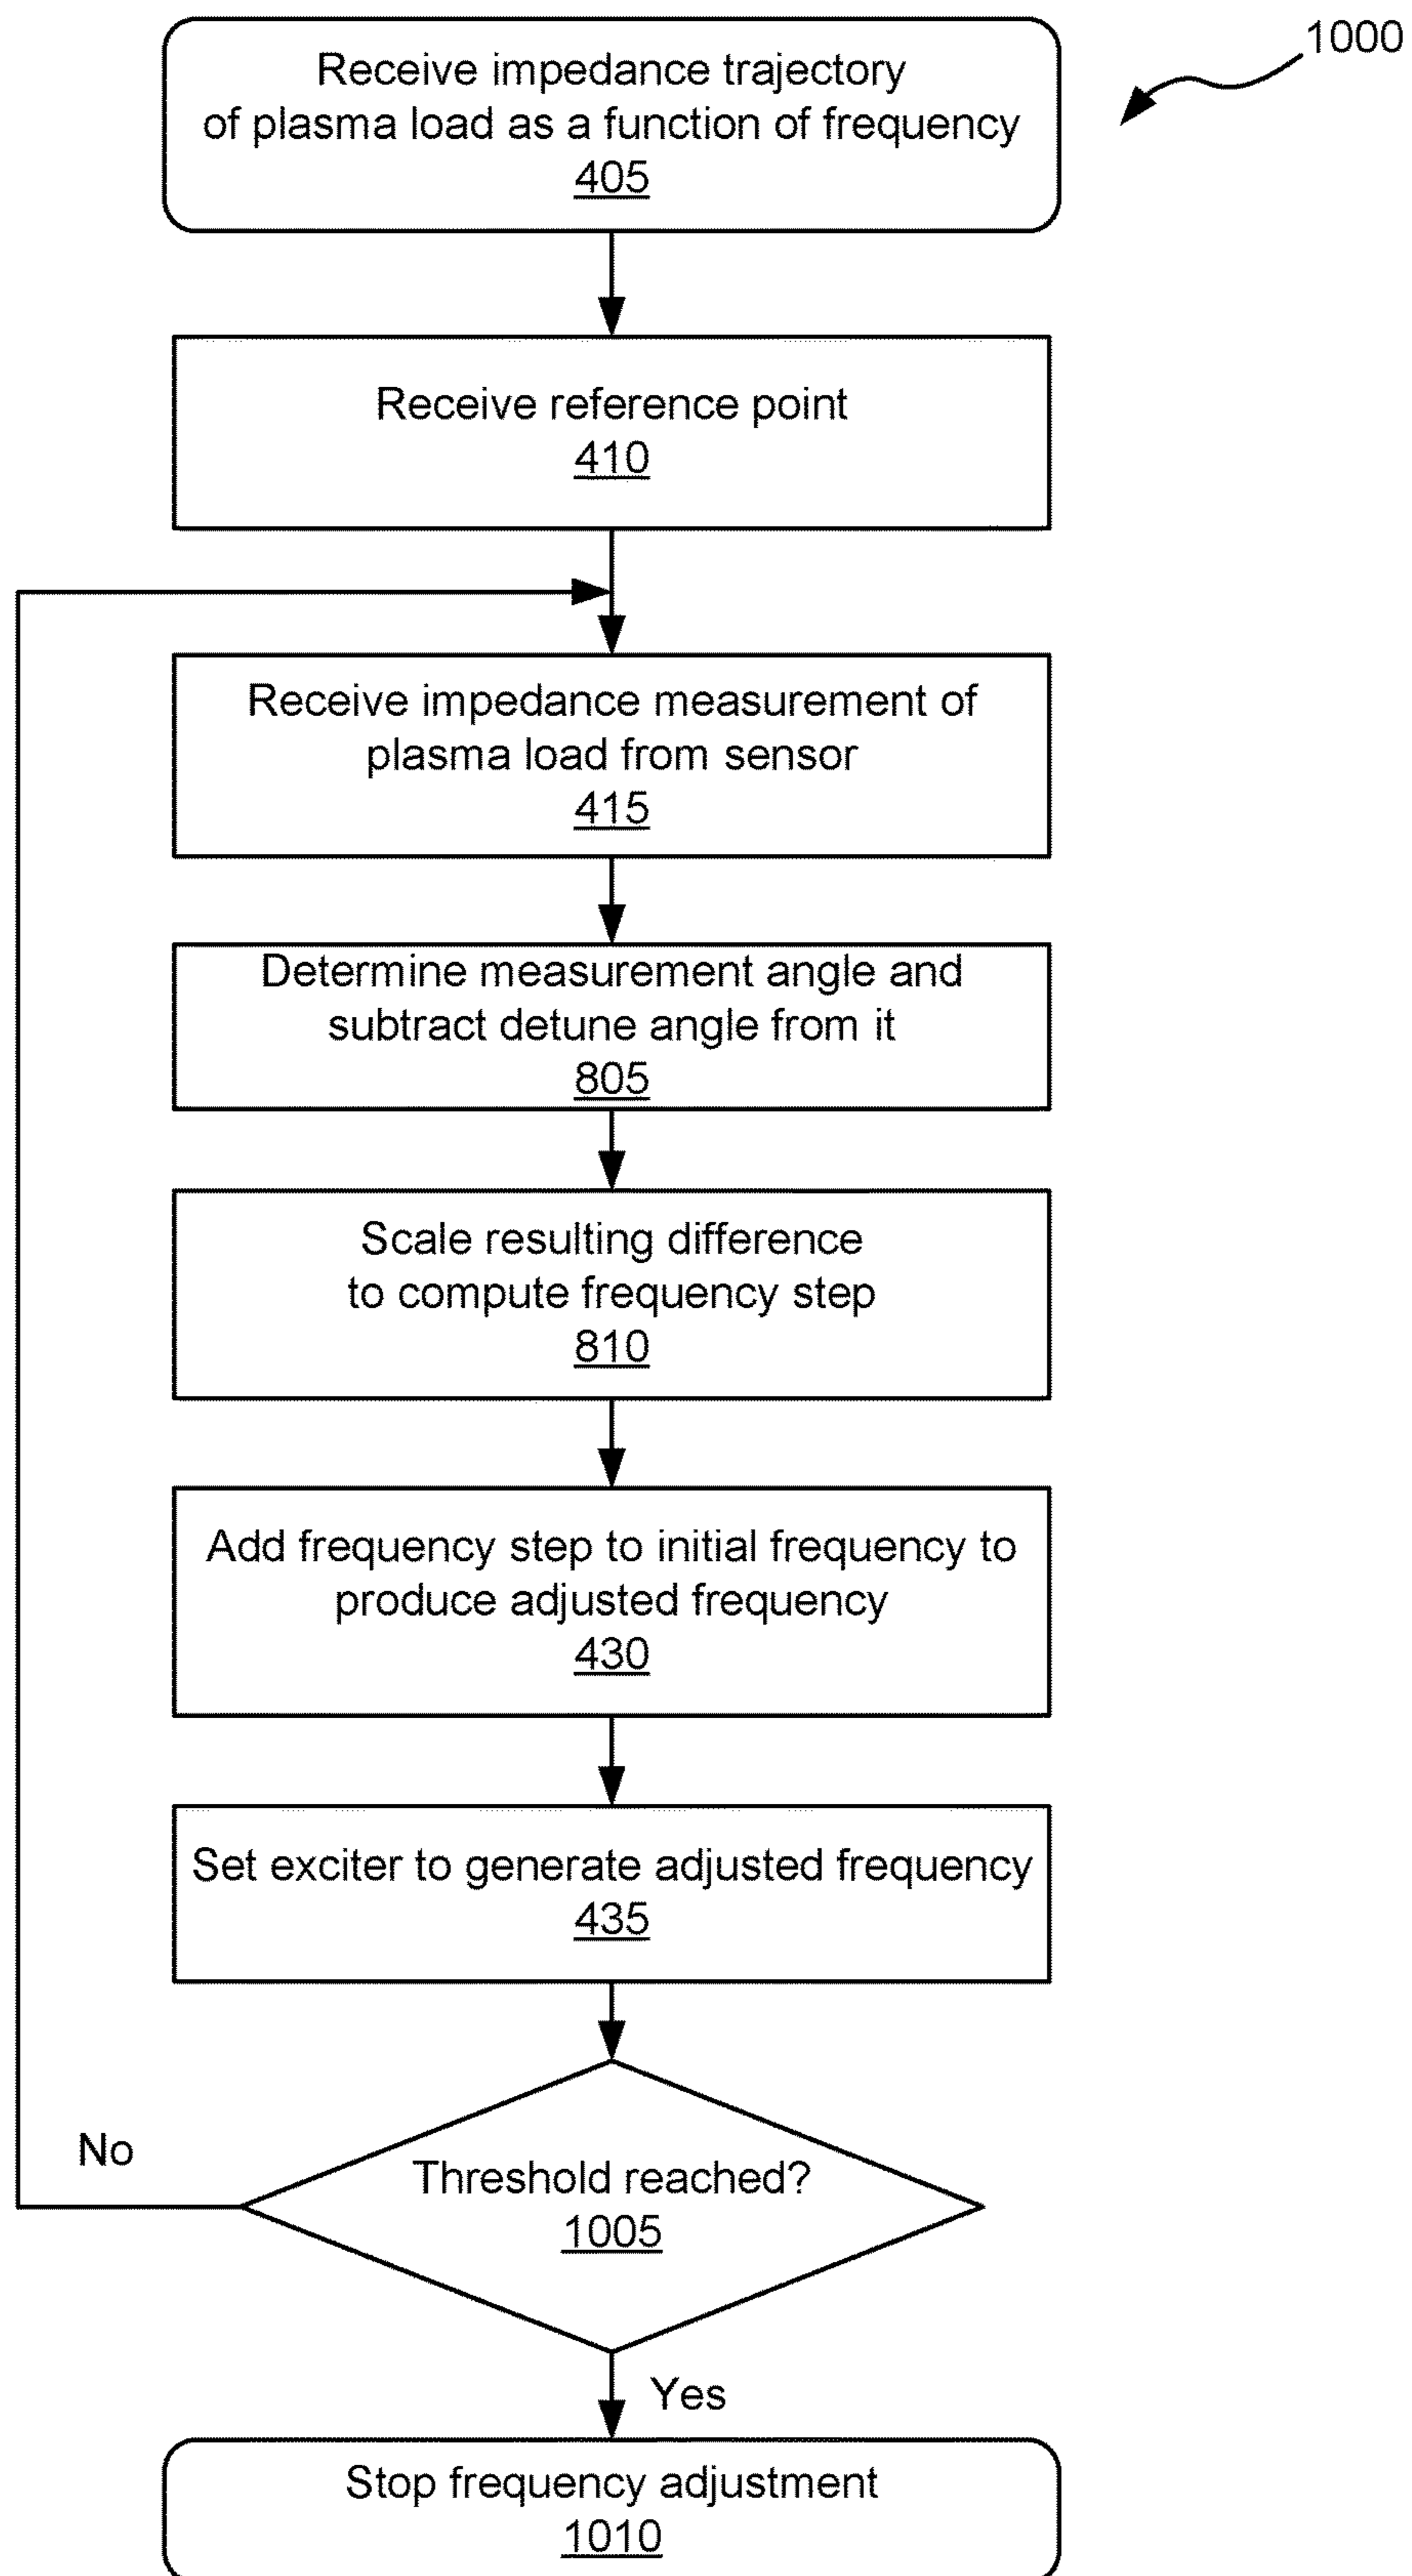 1000
Receive impedance trajectory
of plasma load as a function of frequency
405
Receive reference point
410
Receive impedance measurement of
plasma load from sensor
415
Determine measurement angle and
subtract detune angle from it
805
Scale resulting difference
to compute frequency step
810
Add frequency step to initial frequency to
produce adjusted frequency
430
Set exciter to generate adjusted frequency
435
No
Threshold reached?
1005
Yes
Stop frequency adjustment
1010